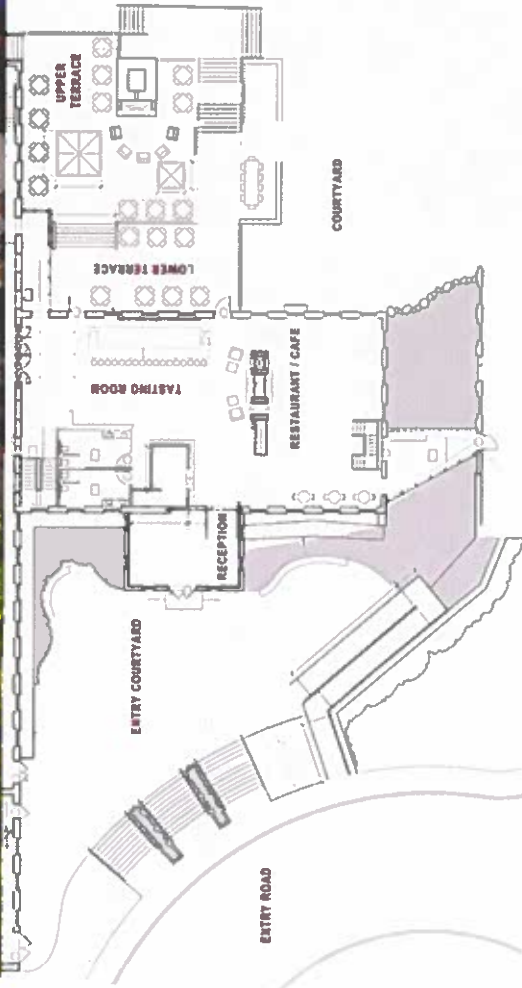 UPPER
TERRACE
LOWER TERRACE
COURTYARD
TASTING ROOM
RESTAURANT / CAFE
RECEPTION
ENTRY COURTYARD
ENTRY ROAD